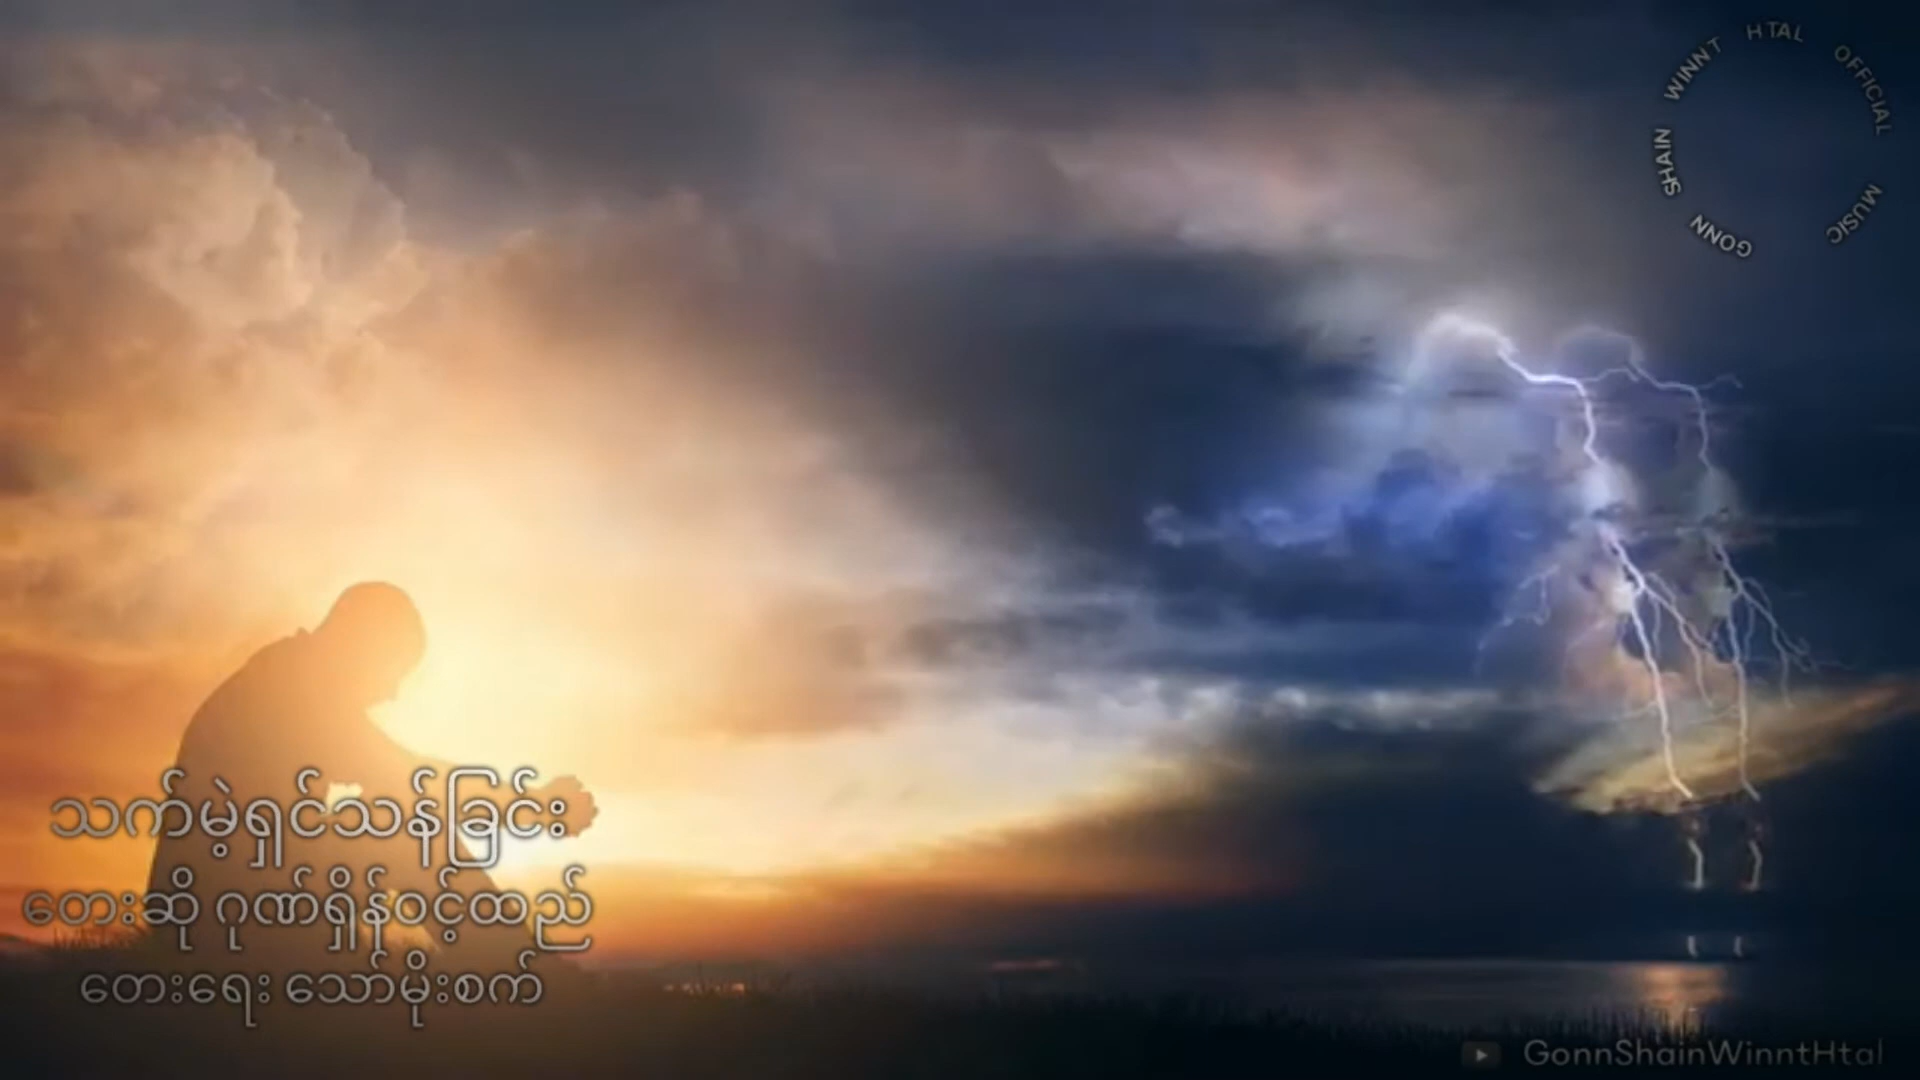 GONN SHAIN WINNT HTAL OFFICIAL MUSIC
သက်မဲ့ရှင်သန်ခြင်း
တေးဆို ဂုဏ်ရှိန်ဝင့်ထည်
တေးရေး သော်မိုးစက်
GonnShainWinntHtal